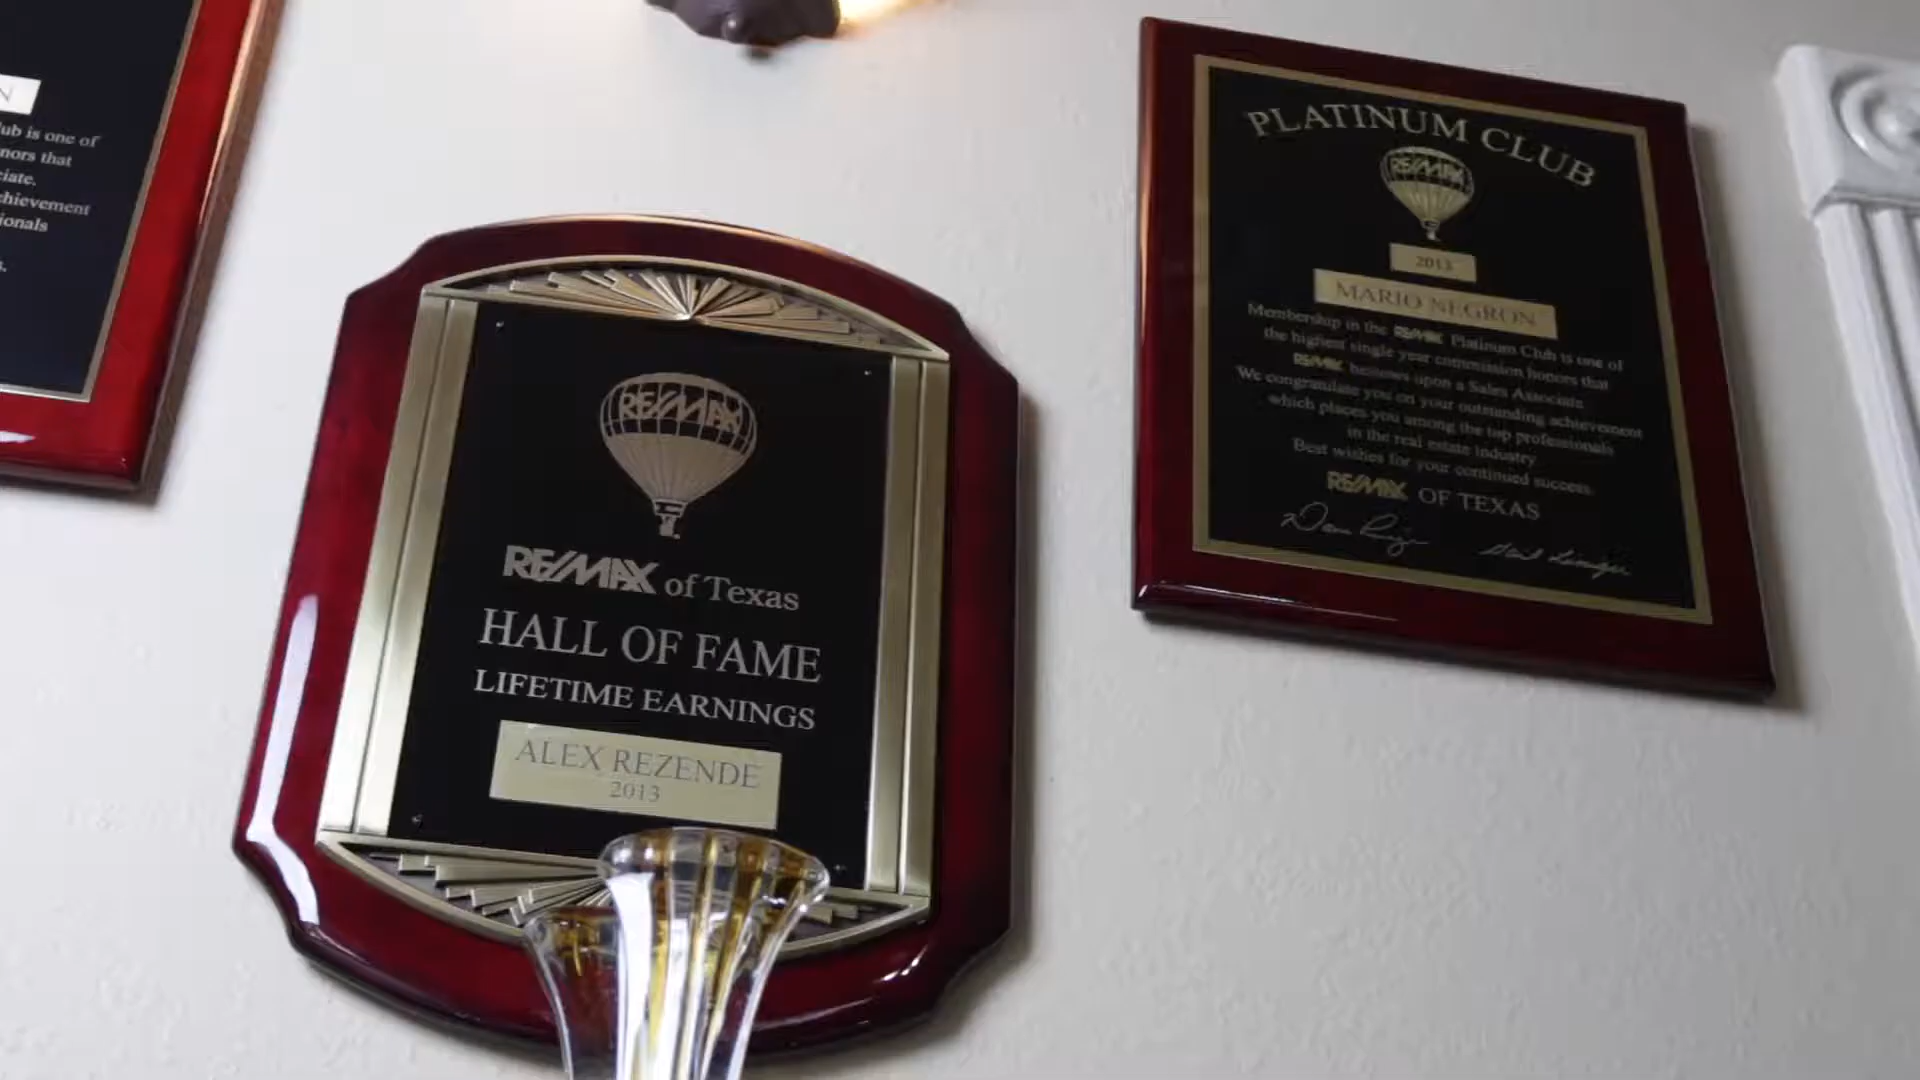 N
ub is one of
nors that
ciate.
chievement
ionals
s.
RE/MAX
RE/MAX of Texas
HALL OF FAME
LIFETIME EARNINGS
ALEX REZENDE
2013
PLATINUM CLUB
RE/MAX
2013
MARIO NEGRON
Membership in the RE/MAX Platinum Club is one of
the highest single year commission honors that
RE/MAX bestows upon a Sales Associate.
We congratulate you on your outstanding achievement
which places you among the top professionals
in the real estate industry.
Best wishes for your continued success.
RE/MAX OF TEXAS